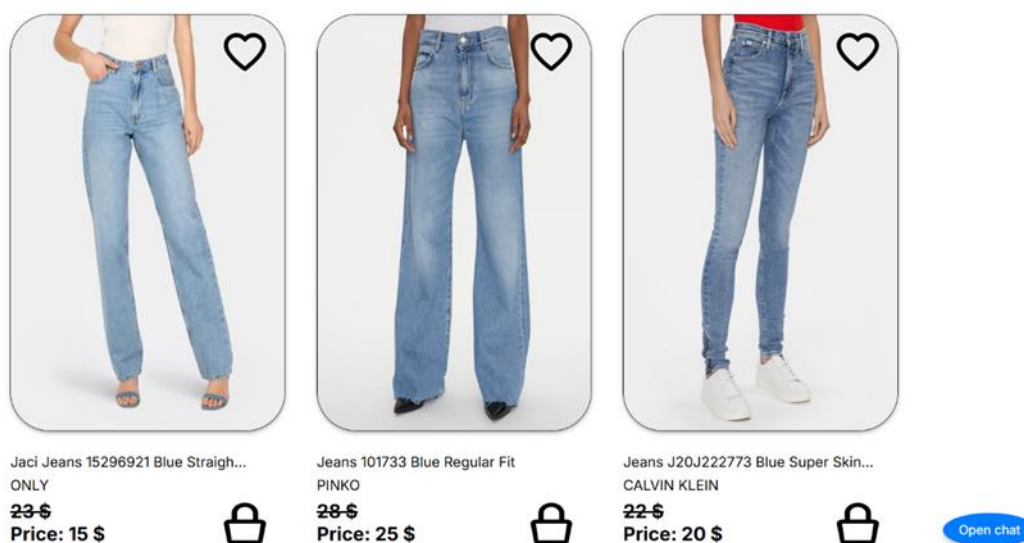 Jaci Jeans 15296921 Blue Straigh...
ONLY
23 $
Price: 15 $
Jeans 101733 Blue Regular Fit
PINKO
28 $
Price: 25 $
Jeans J20J222773 Blue Super Skin...
CALVIN KLEIN
22 $
Price: 20 $
Open chat